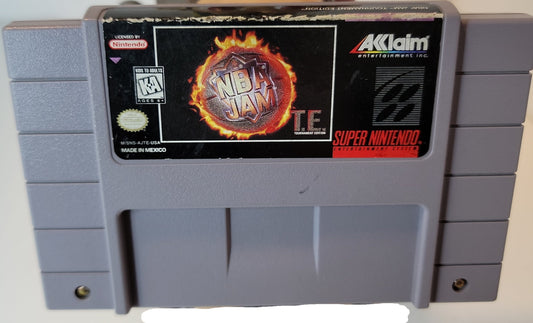 LICENSED BY
Nintendo
AKlaim
entertainment inc.
KIDS TO ADULTS
KA
AGES 6+
NBA
JAM
T.E.
TOURNAMENT EDITION
M/SNS-AJTE-USA
MADE IN MEXICO
SUPER NINTENDO
ENTERTAINMENT SYSTEM